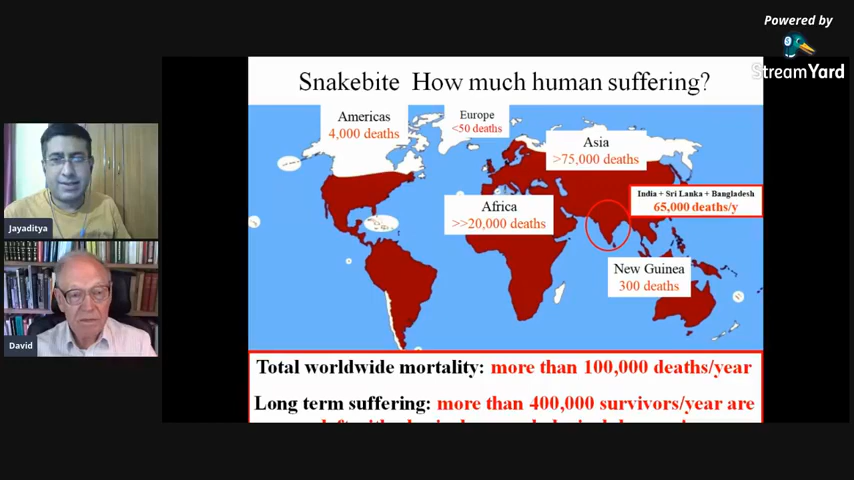 Powered by
StreamYard
Snakebite How much human suffering?
Americas
4,000 deaths
Europe
<50 deaths
Asia
>75,000 deaths
India + Sri Lanka + Bangladesh
65,000 deaths/y
Africa
>>20,000 deaths
New Guinea
300 deaths
Jayaditya
David
Total worldwide mortality: more than 100,000 deaths/year
Long term suffering: more than 400,000 survivors/year are